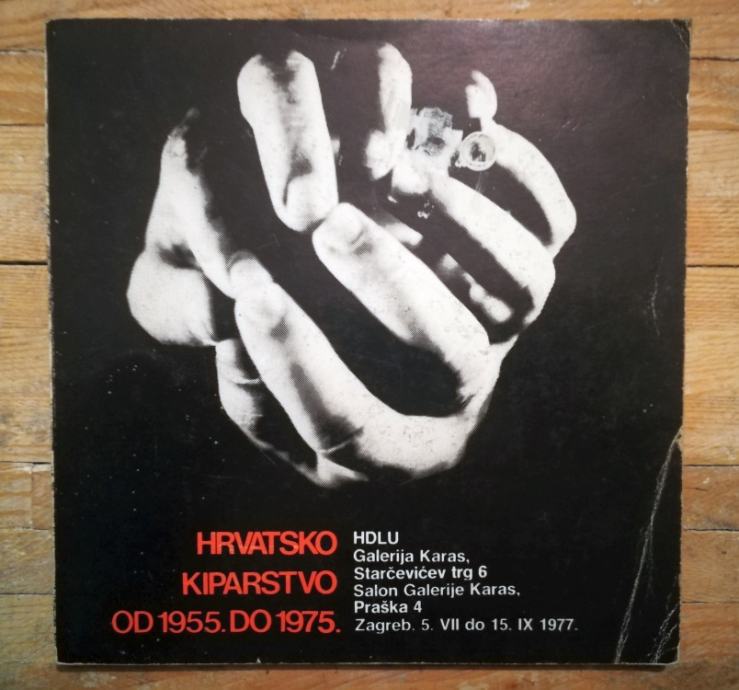 HRVATSKO
KIPARSTVO
OD 1955. DO 1975.
HDLU
Galerija Karas,
Starčevićev trg 6
Salon Galerije Karas,
Praška 4
Zagreb. 5. VII do 15. IX 1977.